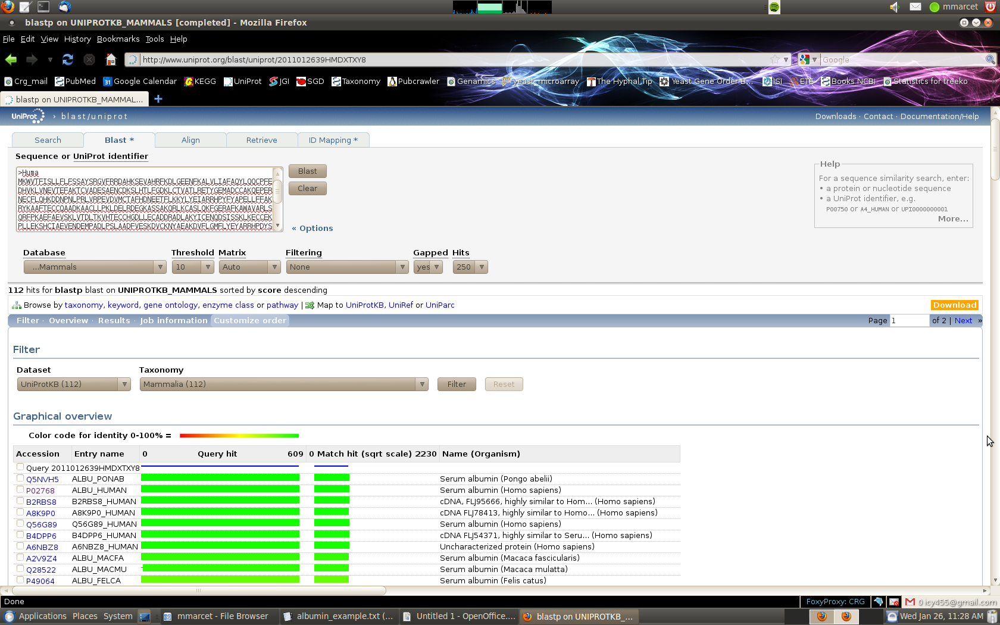 mmarcet
blastp on UNIPROTKB_MAMMALS [completed] - Mozilla Firefox
File Edit View History Bookmarks Tools Help
http://www.uniprot.org/blast/uniprot/2011012639HMDXTXY8 Google
Crg_mail PubMed 31 Google Calendar KEGG UniProt JGI SGD Taxonomy Pubcrawler Genamics yeast_microarray The Hyphal Tip Yeast Gene Order B... ISI ETE Books NCBI Statistics for treeko
blastp on UNIPROTKB_MAMMAL...
UniProt › blast/uniprot Downloads · Contact · Documentation/Help
Search Blast * Align Retrieve ID Mapping *
Sequence or UniProt identifier
>Huma
MKWVTFISLLFLFSSAYSRGVFRRDAHKSEVAHRFKDLGEENFKALVLIAFAQYLQQCPFE
DHVKLVNEVTEFAKTCVADESAENCDKSLHTLFGDKLCTVATLRETYGEMADCCAKQEPER
NECFLQHKDDNPNLPRLVRPEVDVMCTAFHDNEETFLKKYLYEIARRHPYFYAPELLFFAK
RYKAAFTECCQAADKAACLLPKLDELRDEGKASSAKQRLKCASLQKFGERAFKAWAVARLS
QRFPKAEFAEVSKLVTDLTKVHTECCHGDLLECADDRADLAKYICENQDSISSKLKECCEK
PLLEKSHCIAEVENDEMPADLPSLAADFVESKDVCKNYAEAKDVFLGMFLYEYARRHPDYS
Blast
Clear
« Options
Help
For a sequence similarity search, enter:
• a protein or nucleotide sequence
• a UniProt identifier, e.g.
P00750 or A4_HUMAN or UPI0000000001
More...
Database Threshold Matrix Filtering Gapped Hits
...Mammals 10 Auto None yes 250
112 hits for blastp blast on UNIPROTKB_MAMMALS sorted by score descending
Browse by taxonomy, keyword, gene ontology, enzyme class or pathway | Map to UniProtKB, UniRef or UniParc Download
Filter · Overview · Results · Job information Customize order Page 1 of 2 | Next »
Filter
Dataset Taxonomy
UniProtKB (112) Mammalia (112) Filter Reset
Graphical overview
Color code for identity 0-100% =
Accession Entry name 0 Query hit 609 0 Match hit (sqrt scale) 2230 Name (Organism)
Query 2011012639HMDXTXY8
Q5NVH5 ALBU_PONAB Serum albumin (Pongo abelii)
P02768 ALBU_HUMAN Serum albumin (Homo sapiens)
B2RBS8 B2RBS8_HUMAN cDNA, FLJ95666, highly similar to Hom... (Homo sapiens)
A8K9P0 A8K9P0_HUMAN cDNA FLJ78413, highly similar to Homo... (Homo sapiens)
Q56G89 Q56G89_HUMAN Serum albumin (Homo sapiens)
B4DPP6 B4DPP6_HUMAN cDNA FLJ54371, highly similar to Seru... (Homo sapiens)
A6NBZ8 A6NBZ8_HUMAN Uncharacterized protein (Homo sapiens)
A2V9Z4 ALBU_MACFA Serum albumin (Macaca fascicularis)
Q28522 ALBU_MACMU Serum albumin (Macaca mulatta)
P49064 ALBU_FELCA Serum albumin (Felis catus)
Done FoxyProxy: CRG 0 icy455@gmail.com
Applications Places System mmarcet - File Browser albumin_example.txt (... Untitled 1 - OpenOffice.... blastp on UNIPROTKB_... Wed Jan 26, 11:28 AM